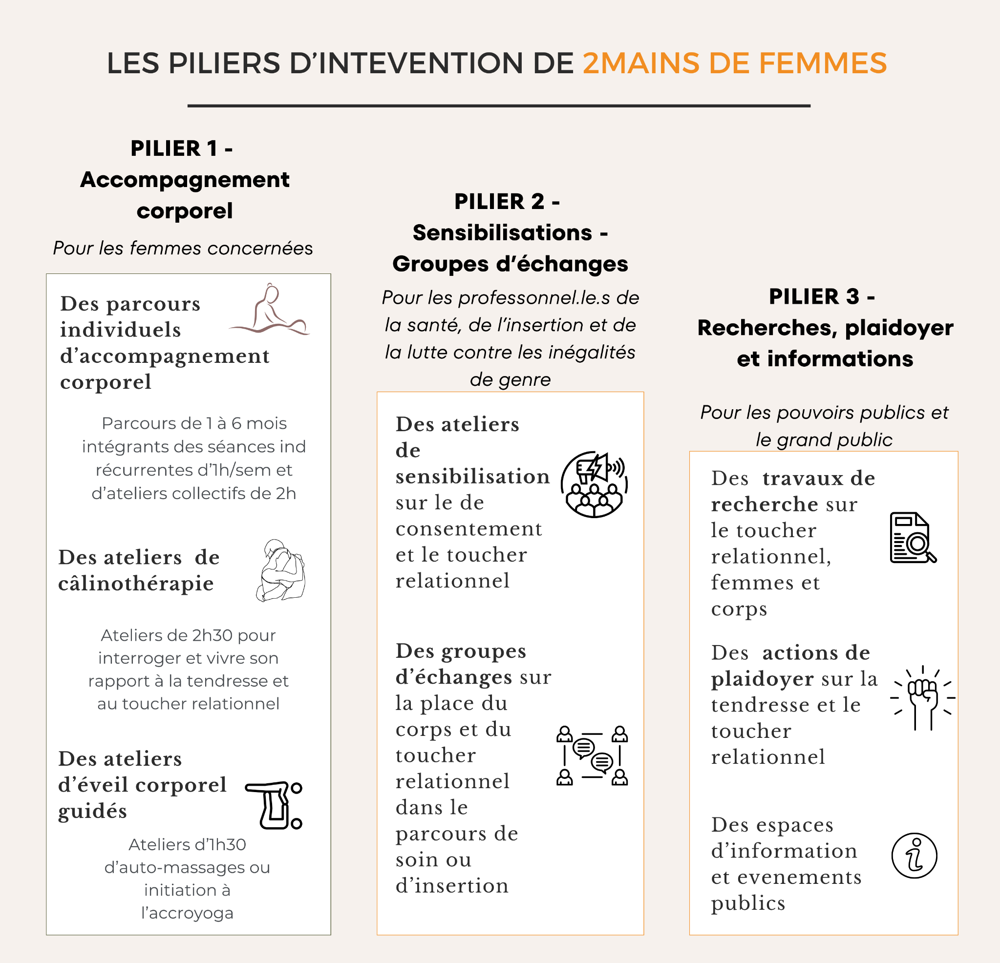 LES PILIERS D’INTEVENTION DE 2MAINS DE FEMMES
PILIER 1 -
Accompagnement
corporel
Pour les femmes concernées
Des parcours
individuels
d’accompagnement
corporel
Parcours de 1 à 6 mois
intégrants des séances ind
récurrentes d’1h/sem et
d’ateliers collectifs de 2h
Des ateliers de
câlinothérapie
Ateliers de 2h30 pour
interroger et vivre son
rapport à la tendresse et
au toucher relationnel
Des ateliers
d’éveil corporel
guidés
Ateliers d’1h30
d’auto-massages ou
initiation à
l’accroyoga
PILIER 2 -
Sensibilisations -
Groupes d’échanges
Pour les professonnel.le.s de
la santé, de l’insertion et de
la lutte contre les inégalités
de genre
Des ateliers
de
sensibilisation
sur le de
consentement
et le toucher
relationnel
Des groupes
d’échanges sur
la place du
corps et du
toucher
relationnel
dans le
parcours de
soin ou
d’insertion
PILIER 3 -
Recherches, plaidoyer
et informations
Pour les pouvoirs publics et
le grand public
Des travaux de
recherche sur
le toucher
relationnel,
femmes et
corps
Des actions de
plaidoyer sur la
tendresse et le
toucher
relationnel
Des espaces
d’information
et evenements
publics